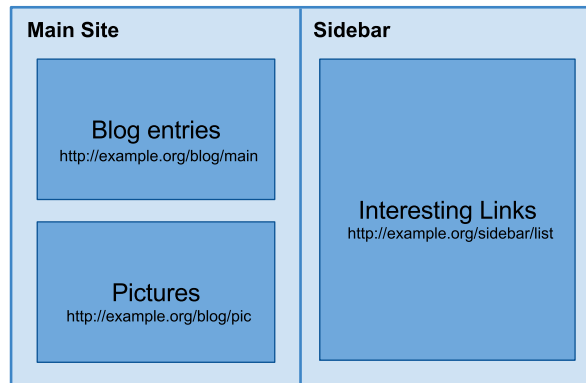 Main Site
Blog entries
http://example.org/blog/main
Pictures
http://example.org/blog/pic
Sidebar
Interesting Links
http://example.org/sidebar/list